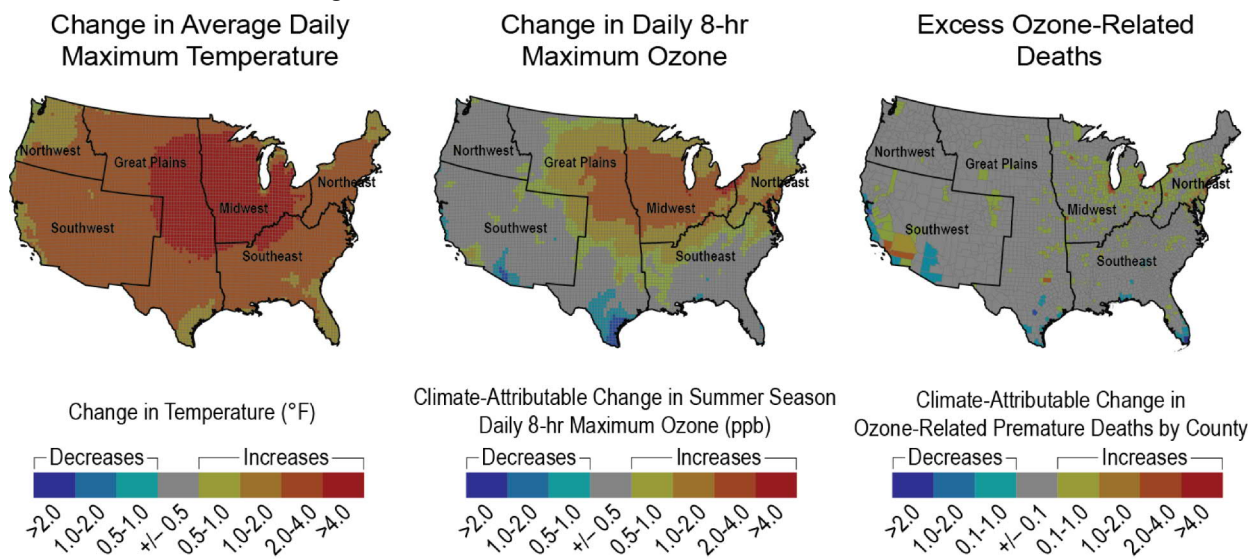 Change in Average Daily
Maximum Temperature
Northwest
Great Plains
Midwest
Northeast
Southwest
Southeast
Change in Temperature (°F)
Decreases
Increases
>2.0
1.0-2.0
0.5-1.0
+/– 0.5
0.5-1.0
1.0-2.0
2.0-4.0
>4.0
Change in Daily 8-hr
Maximum Ozone
Northwest
Great Plains
Midwest
Northeast
Southwest
Southeast
Climate-Attributable Change in Summer Season
Daily 8-hr Maximum Ozone (ppb)
Decreases
Increases
>2.0
1.0-2.0
0.5-1.0
+/– 0.5
0.5-1.0
1.0-2.0
2.0-4.0
>4.0
Excess Ozone-Related
Deaths
Northwest
Great Plains
Midwest
Northeast
Southwest
Southeast
Climate-Attributable Change in
Ozone-Related Premature Deaths by County
Decreases
Increases
>2.0
1.0-2.0
0.1-1.0
+/– 0.1
0.1-1.0
1.0-2.0
2.0-4.0
>4.0